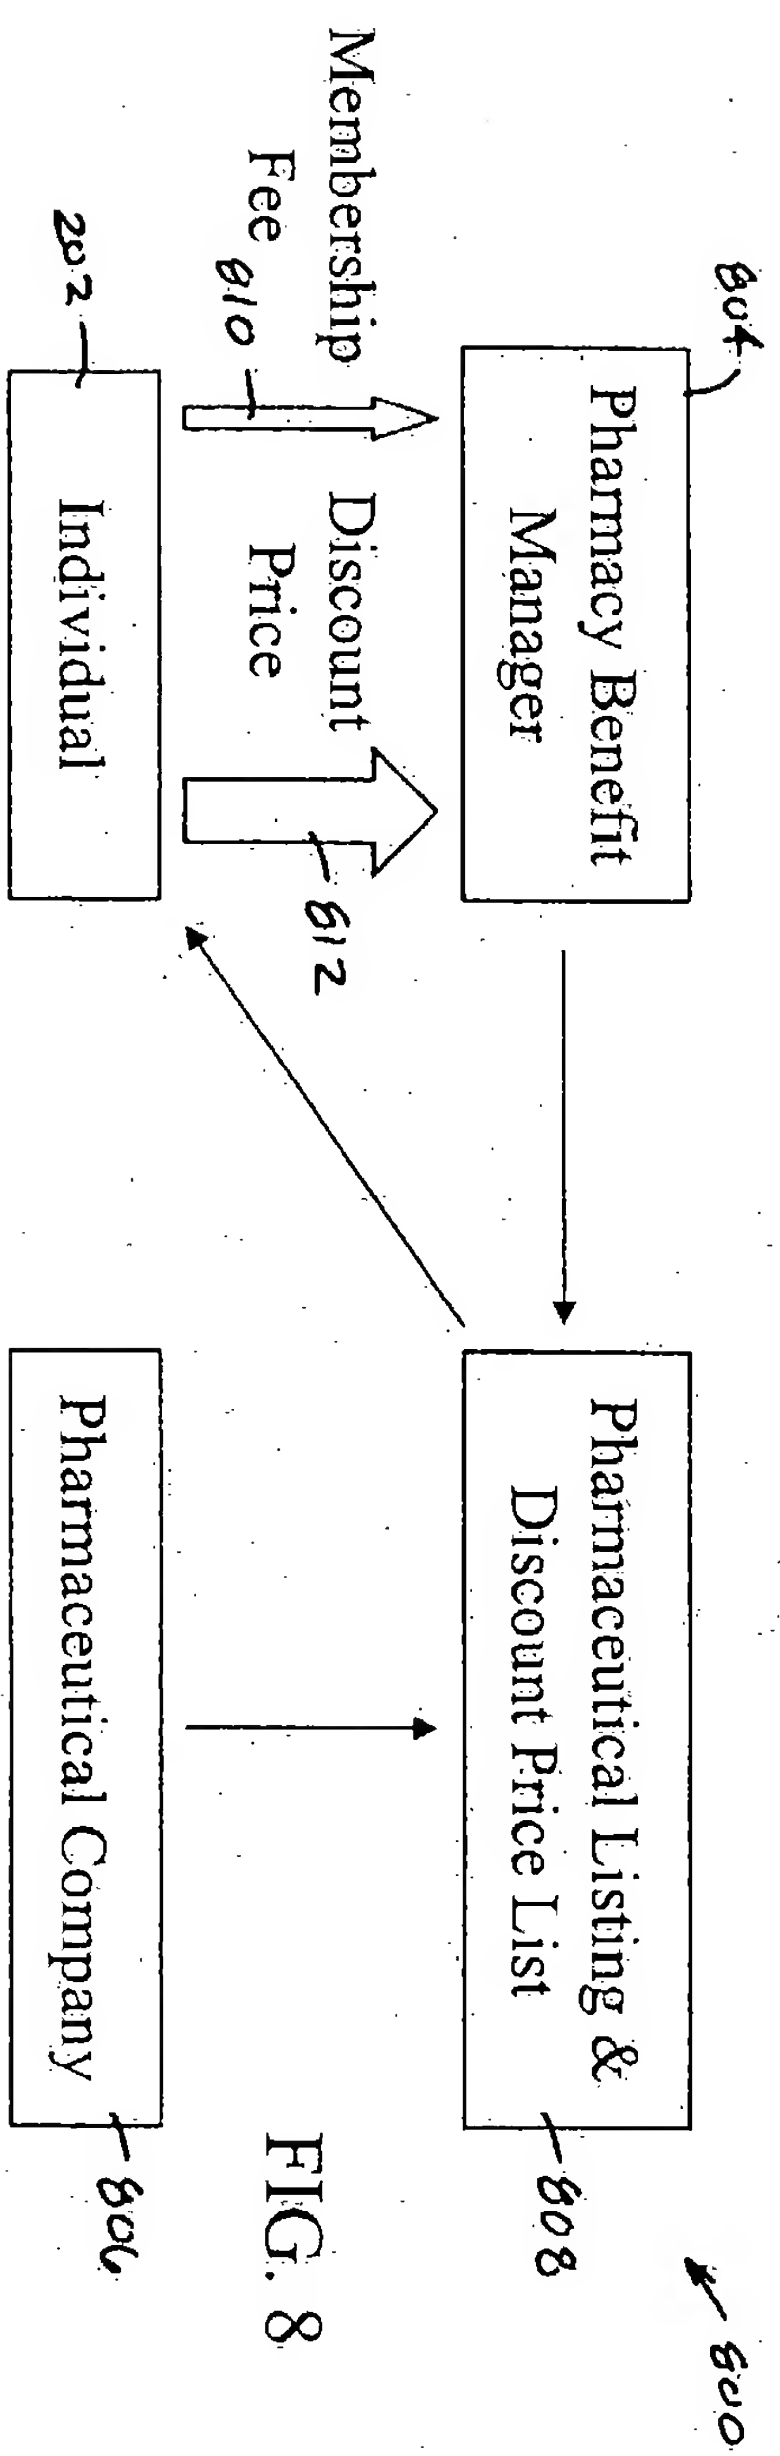 800
804
Pharmacy Benefit
Manager
Pharmaceutical Listing &
Discount Price List
808
Membership
Fee
810
Discount
Price
812
202
Individual
Pharmaceutical Company
806
FIG. 8